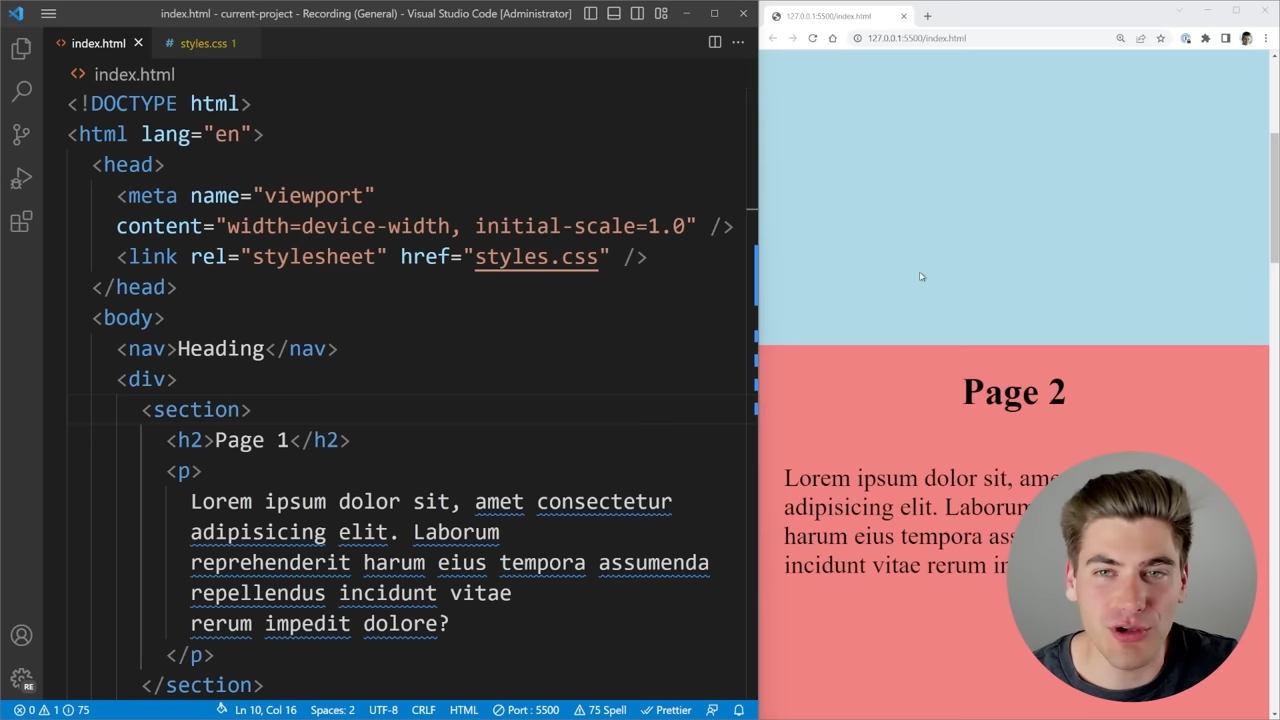 index.html - current-project - Recording (General) - Visual Studio Code [Administrator]
index.html
styles.css 1
index.html
<!DOCTYPE html>
<html lang="en">
<head>
<meta name="viewport"
content="width=device-width, initial-scale=1.0" />
<link rel="stylesheet" href="styles.css" />
</head>
<body>
<nav>Heading</nav>
<div>
<section>
<h2>Page 1</h2>
<p>
Lorem ipsum dolor sit, amet consectetur
adipisicing elit. Laborum
reprehenderit harum eius tempora assumenda
repellendus incidunt vitae
rerum impedit dolore?
</p>
</section>
RE
0 1 75
Ln 10, Col 16
Spaces: 2
UTF-8
CRLF
HTML
Port : 5500
75 Spell
Prettier
127.0.0.1:5500/index.html
127.0.0.1:5500/index.html
Page 2
Lorem ipsum dolor sit, ame
adipisicing elit. Laborum
harum eius tempora ass
incidunt vitae rerum i